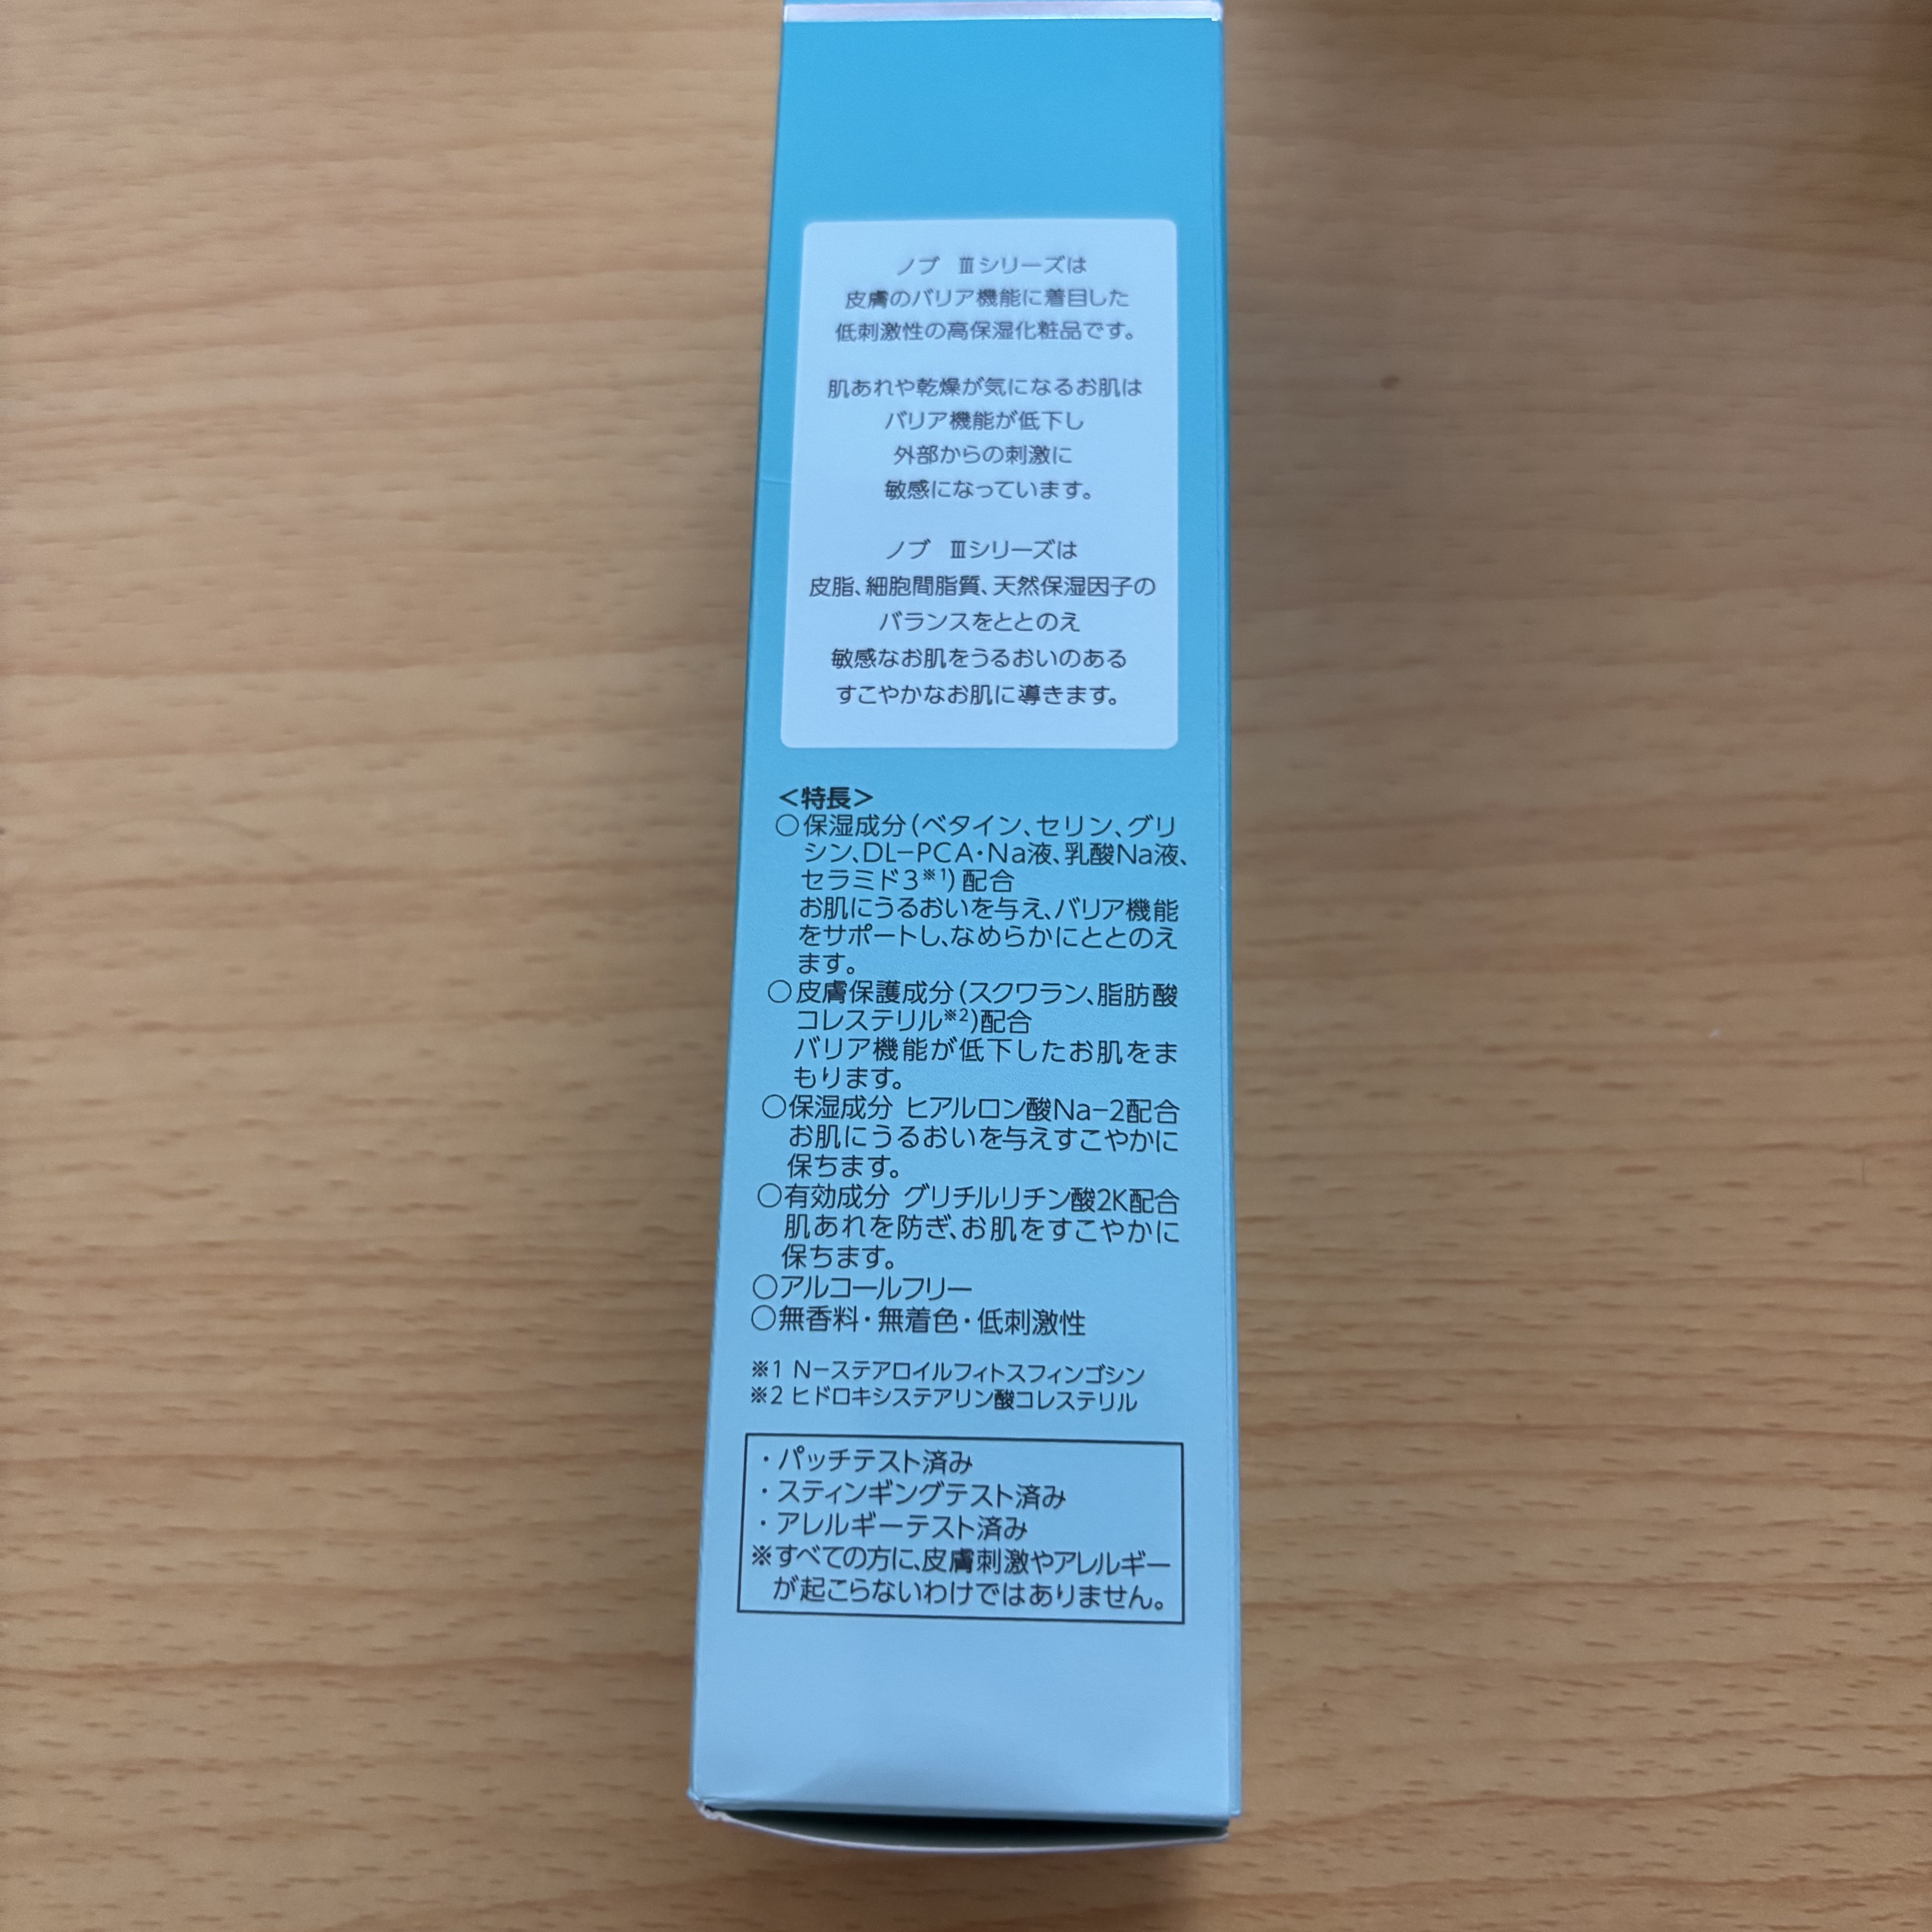 ノブ Ⅲシリーズは
皮膚のバリア機能に着目した
低刺激性の高保湿化粧品です。
肌あれや乾燥が気になるお肌は
バリア機能が低下し
外部からの刺激に
敏感になっています。
ノブ Ⅲシリーズは
皮脂、細胞間脂質、天然保湿因子の
バランスをととのえ
敏感なお肌をうるおいのある
すこやかなお肌に導きます。
＜特長＞
○保湿成分(ベタイン、セリン、グリ
シン、DL-PCA・Na液、乳酸Na液、
セラミド3※1)配合
お肌にうるおいを与え、バリア機能
をサポートし、なめらかにととのえ
ます。
○皮膚保護成分(スクワラン、脂肪酸
コレステリル※2)配合
バリア機能が低下したお肌をま
もります。
○保湿成分 ヒアルロン酸Na-2配合
お肌にうるおいを与えすこやかに
保ちます。
○有効成分 グリチルリチン酸2K配合
肌あれを防ぎ、お肌をすこやかに
保ちます。
○アルコールフリー
○無香料・無着色・低刺激性
※1 N-ステアロイルフィトスフィンゴシン
※2 ヒドロキシステアリン酸コレステリル
・パッチテスト済み
・スティンギングテスト済み
・アレルギーテスト済み
※すべての方に、皮膚刺激やアレルギー
が起こらないわけではありません。